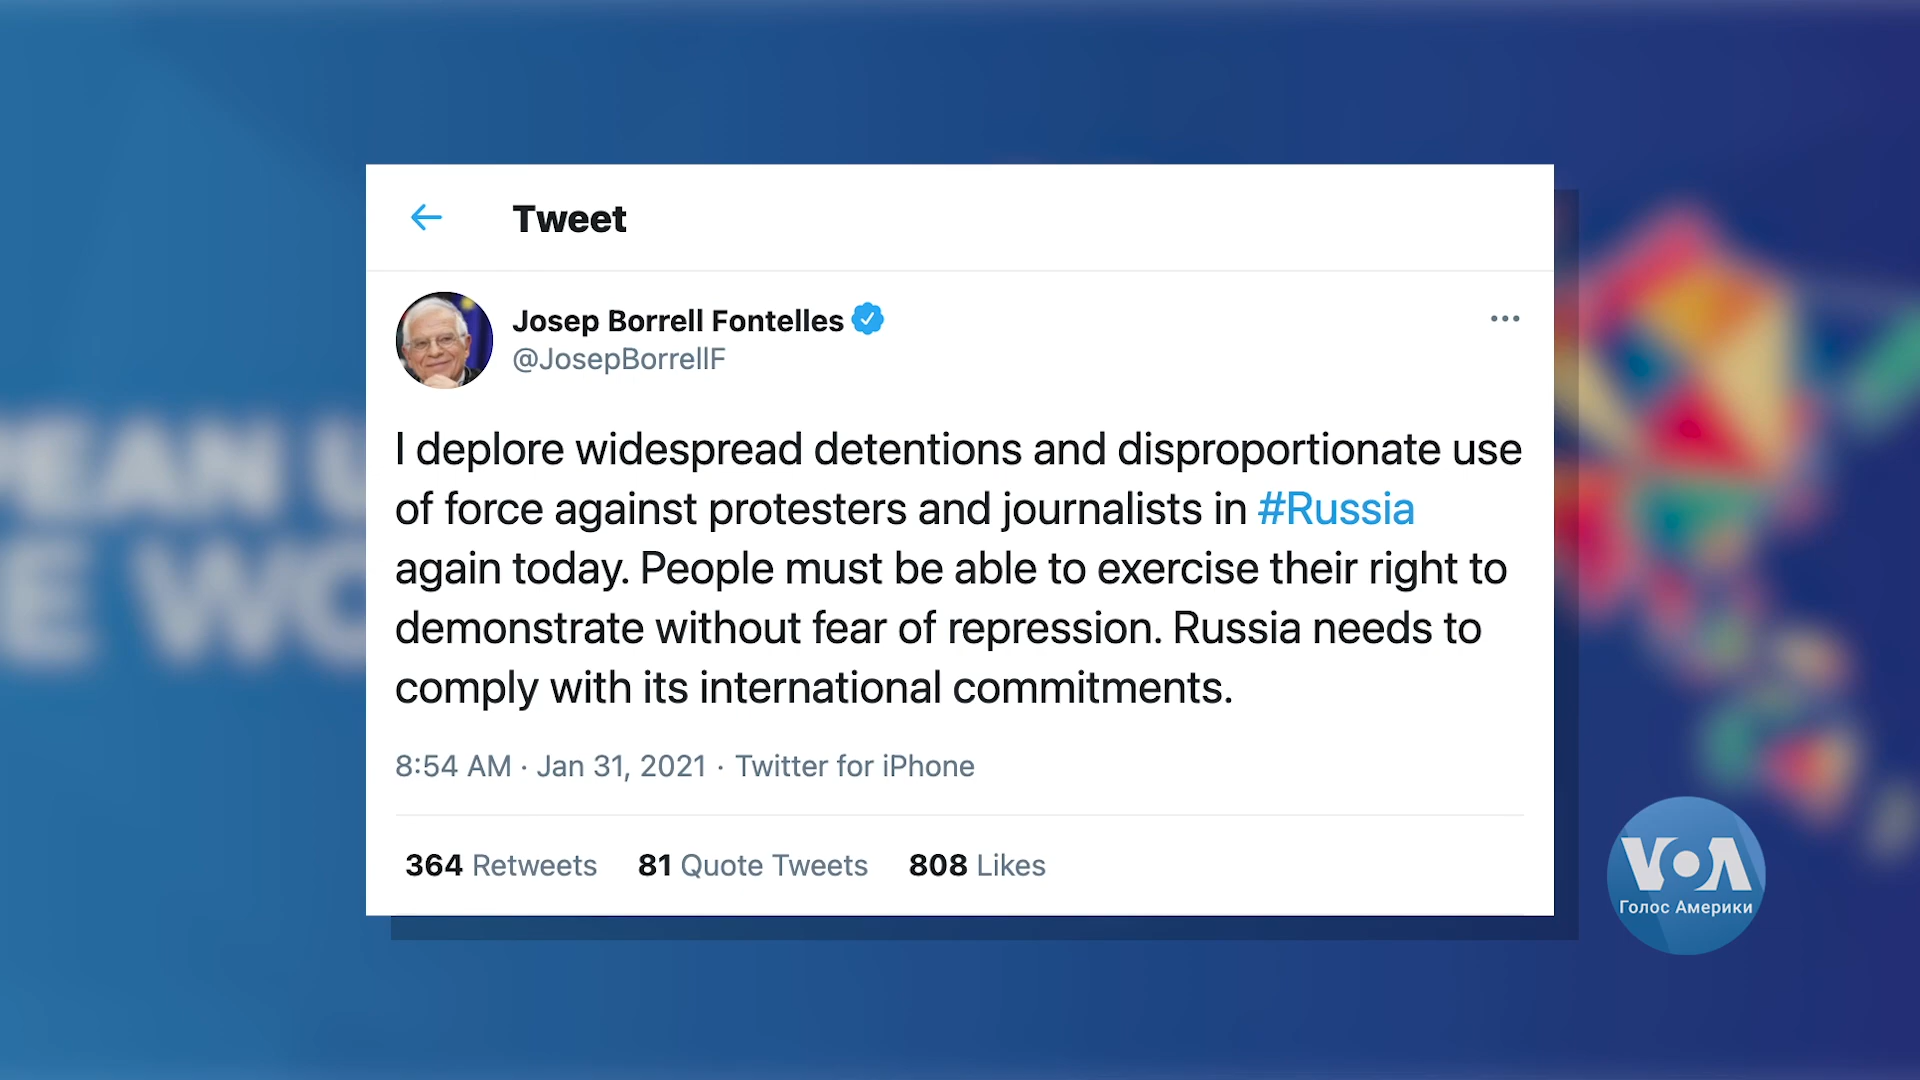 Tweet
Josep Borrell Fontelles
@JosepBorrellF
I deplore widespread detentions and disproportionate use
of force against protesters and journalists in #Russia
again today. People must be able to exercise their right to
demonstrate without fear of repression. Russia needs to
comply with its international commitments.
8:54 AM · Jan 31, 2021 · Twitter for iPhone
364 Retweets 81 Quote Tweets 808 Likes
VOA
Голос Америки